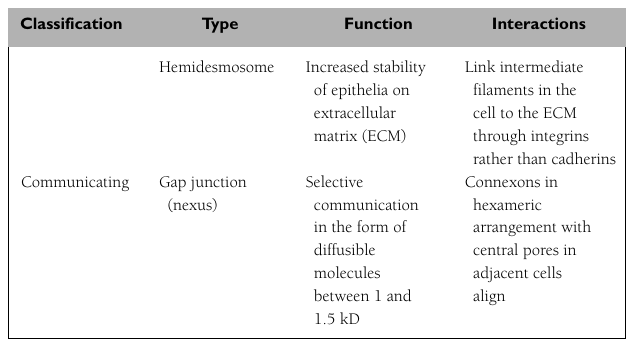 Classification Type Function Interactions
Hemidesmosome Increased stability Link intermediate
of epithelia on filaments in the
extracellular cell to the ECM
matrix (ECM) through integrins
rather than cadherins
Communicating Gap junction Selective Connexons in
(nexus) communication hexameric
in the form of arrangement with
diffusible central pores in
molecules adjacent cells
between 1 and align
1.5 kD